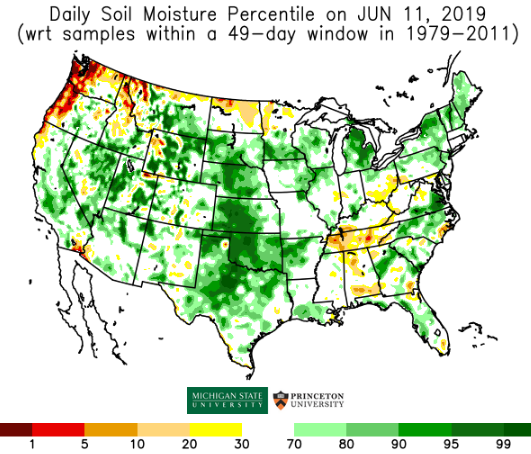 Daily Soil Moisture Percentile on JUN 11, 2019
(wrt samples within a 49-day window in 1979-2011)
MICHIGAN STATE PRINCETON
UNIVERSITY UNIVERSITY
1 5 10 20 30 70 80 90 95 99